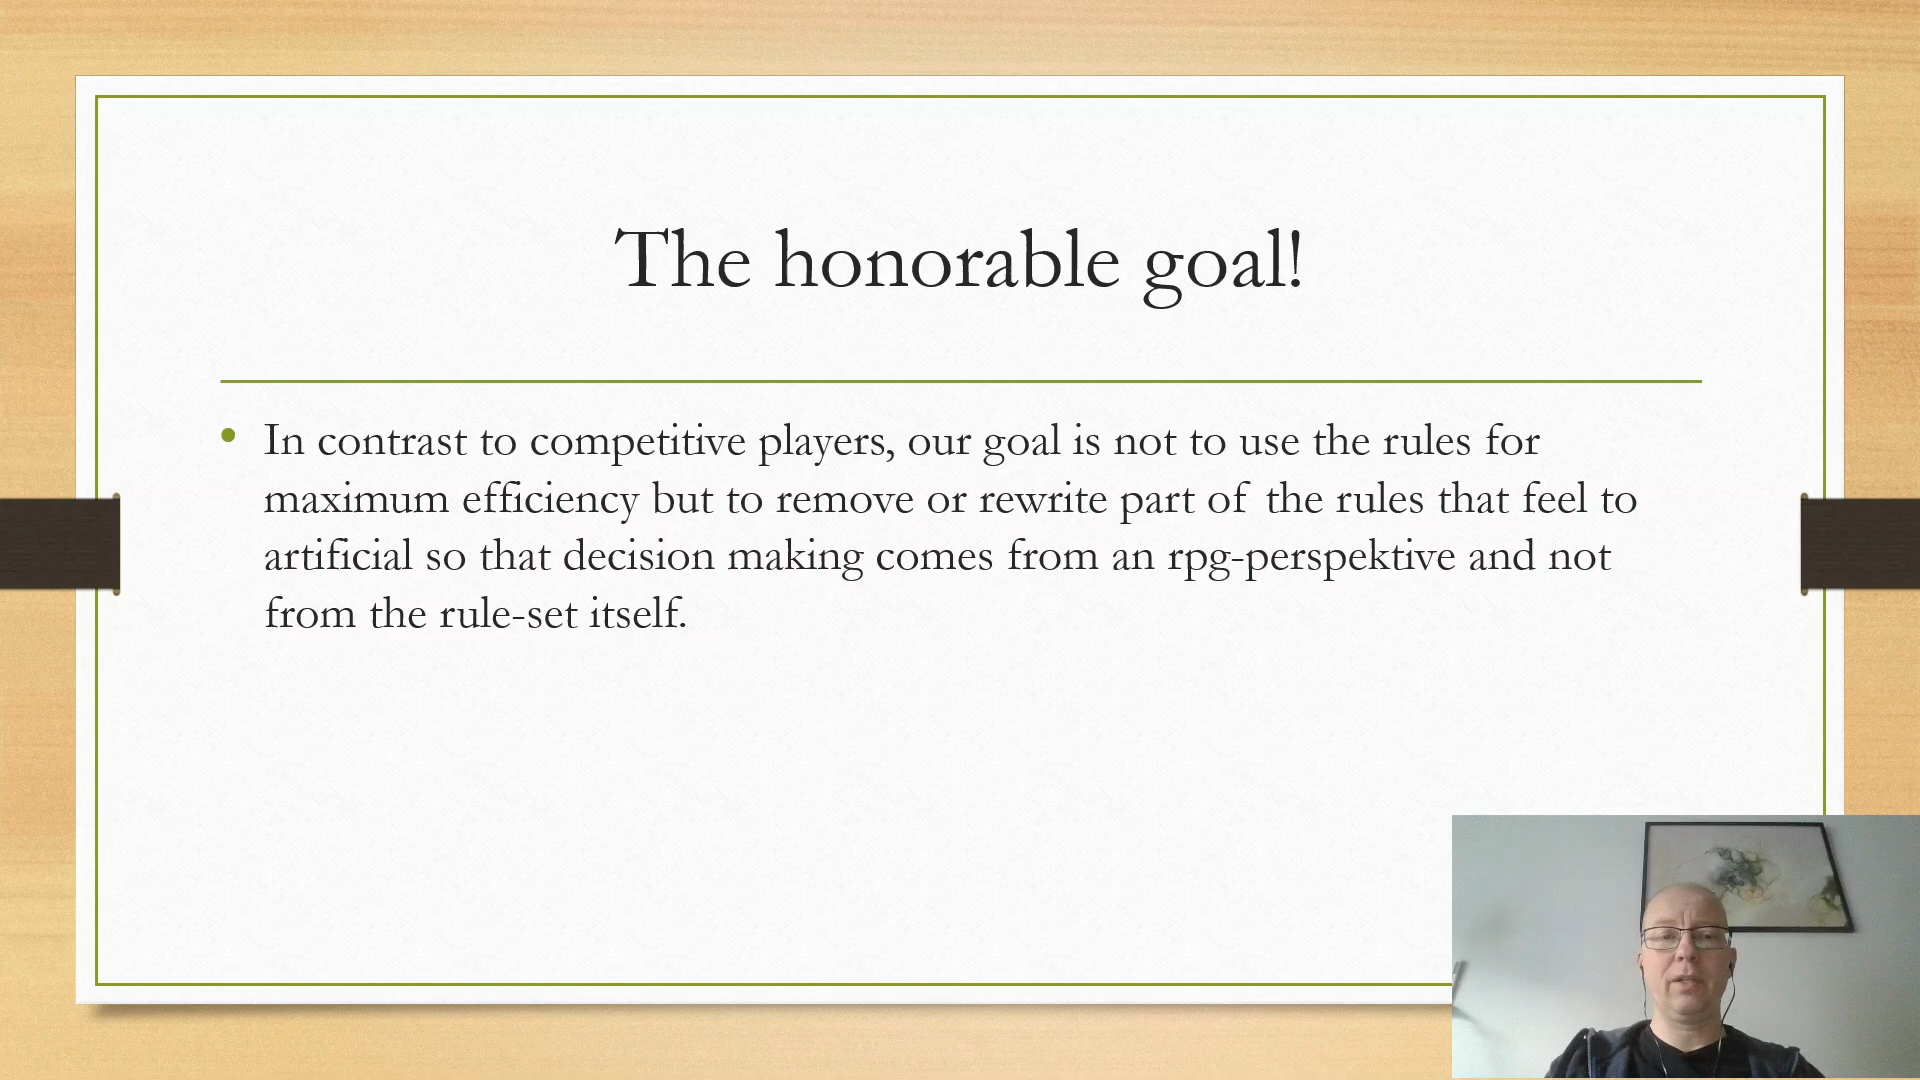 The honorable goal!
• In contrast to competitive players, our goal is not to use the rules for
maximum efficiency but to remove or rewrite part of the rules that feel to
artificial so that decision making comes from an rpg-perspektive and not
from the rule-set itself.